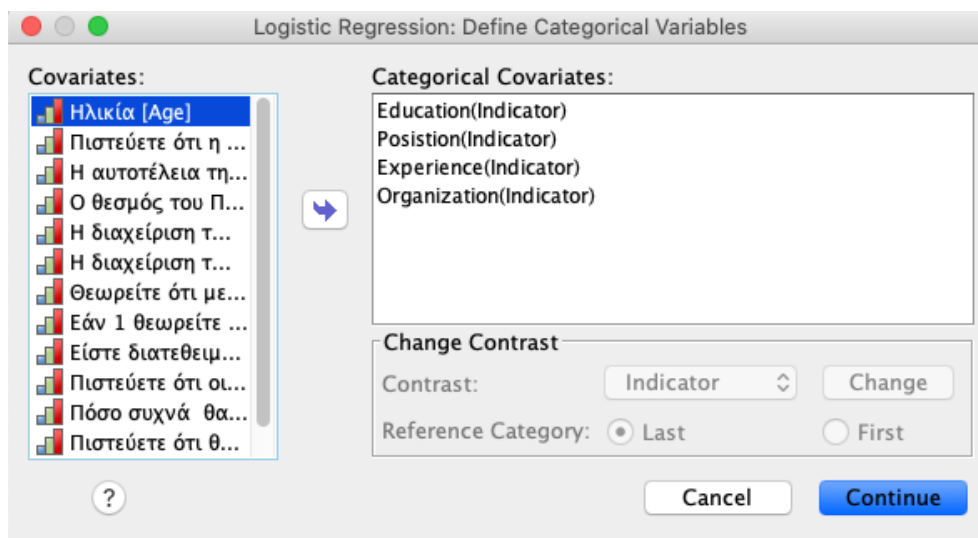 Logistic Regression: Define Categorical Variables
Covariates:
Ηλικία [Age]
Πιστεύετε ότι η ...
Η αυτοτέλεια τη...
Ο θεσμός του Π...
Η διαχείριση τ...
Η διαχείριση τ...
Θεωρείτε ότι με...
Εάν 1 θεωρείτε ...
Είστε διατεθειμ...
Πιστεύετε ότι οι...
Πόσο συχνά θα...
Πιστεύετε ότι θ...
Categorical Covariates:
Education(Indicator)
Posistion(Indicator)
Experience(Indicator)
Organization(Indicator)
Change Contrast
Contrast: Indicator Change
Reference Category: Last First
? Cancel Continue